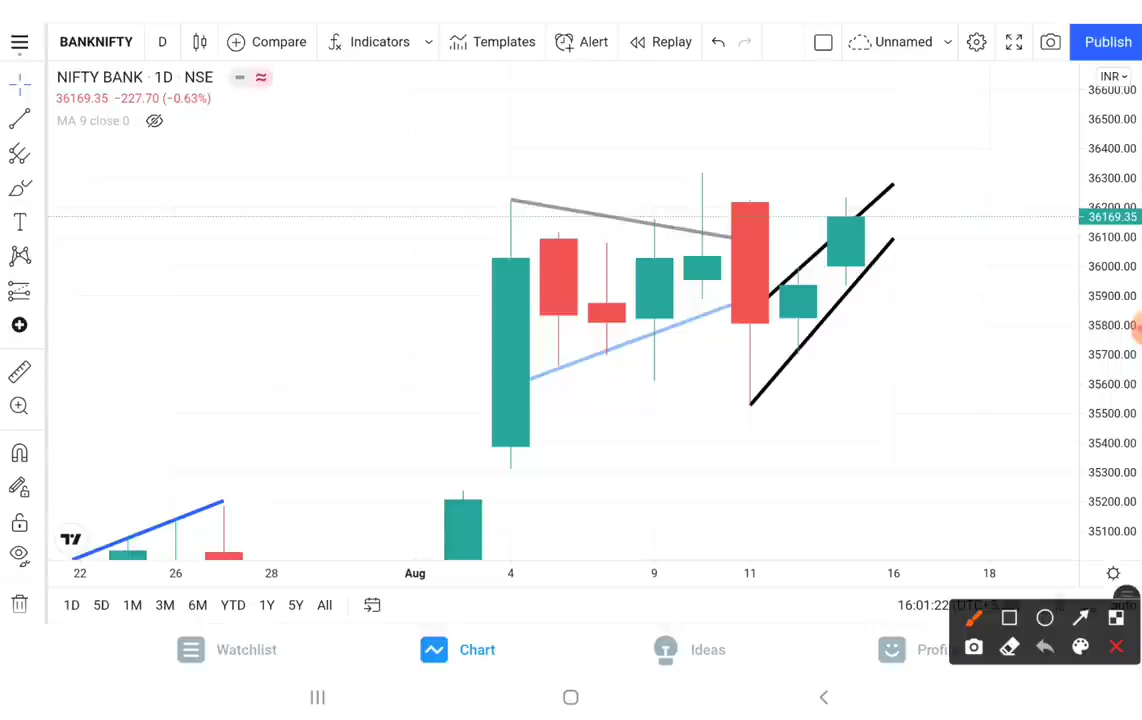 BANKNIFTY D Compare Indicators Templates Alert Replay Unnamed Publish
NIFTY BANK · 1D · NSE
INR
36169.35 −227.70 (−0.63%)
MA 9 close 0
36600.00
36500.00
36400.00
36300.00
36200.00
36169.35
36100.00
36000.00
35900.00
35800.00
35700.00
35600.00
35500.00
35400.00
35300.00
35200.00
35100.00
22 26 28 Aug 4 9 11 16 18
1D 5D 1M 3M 6M YTD 1Y 5Y All 16:01:22 auto
Watchlist Chart Ideas